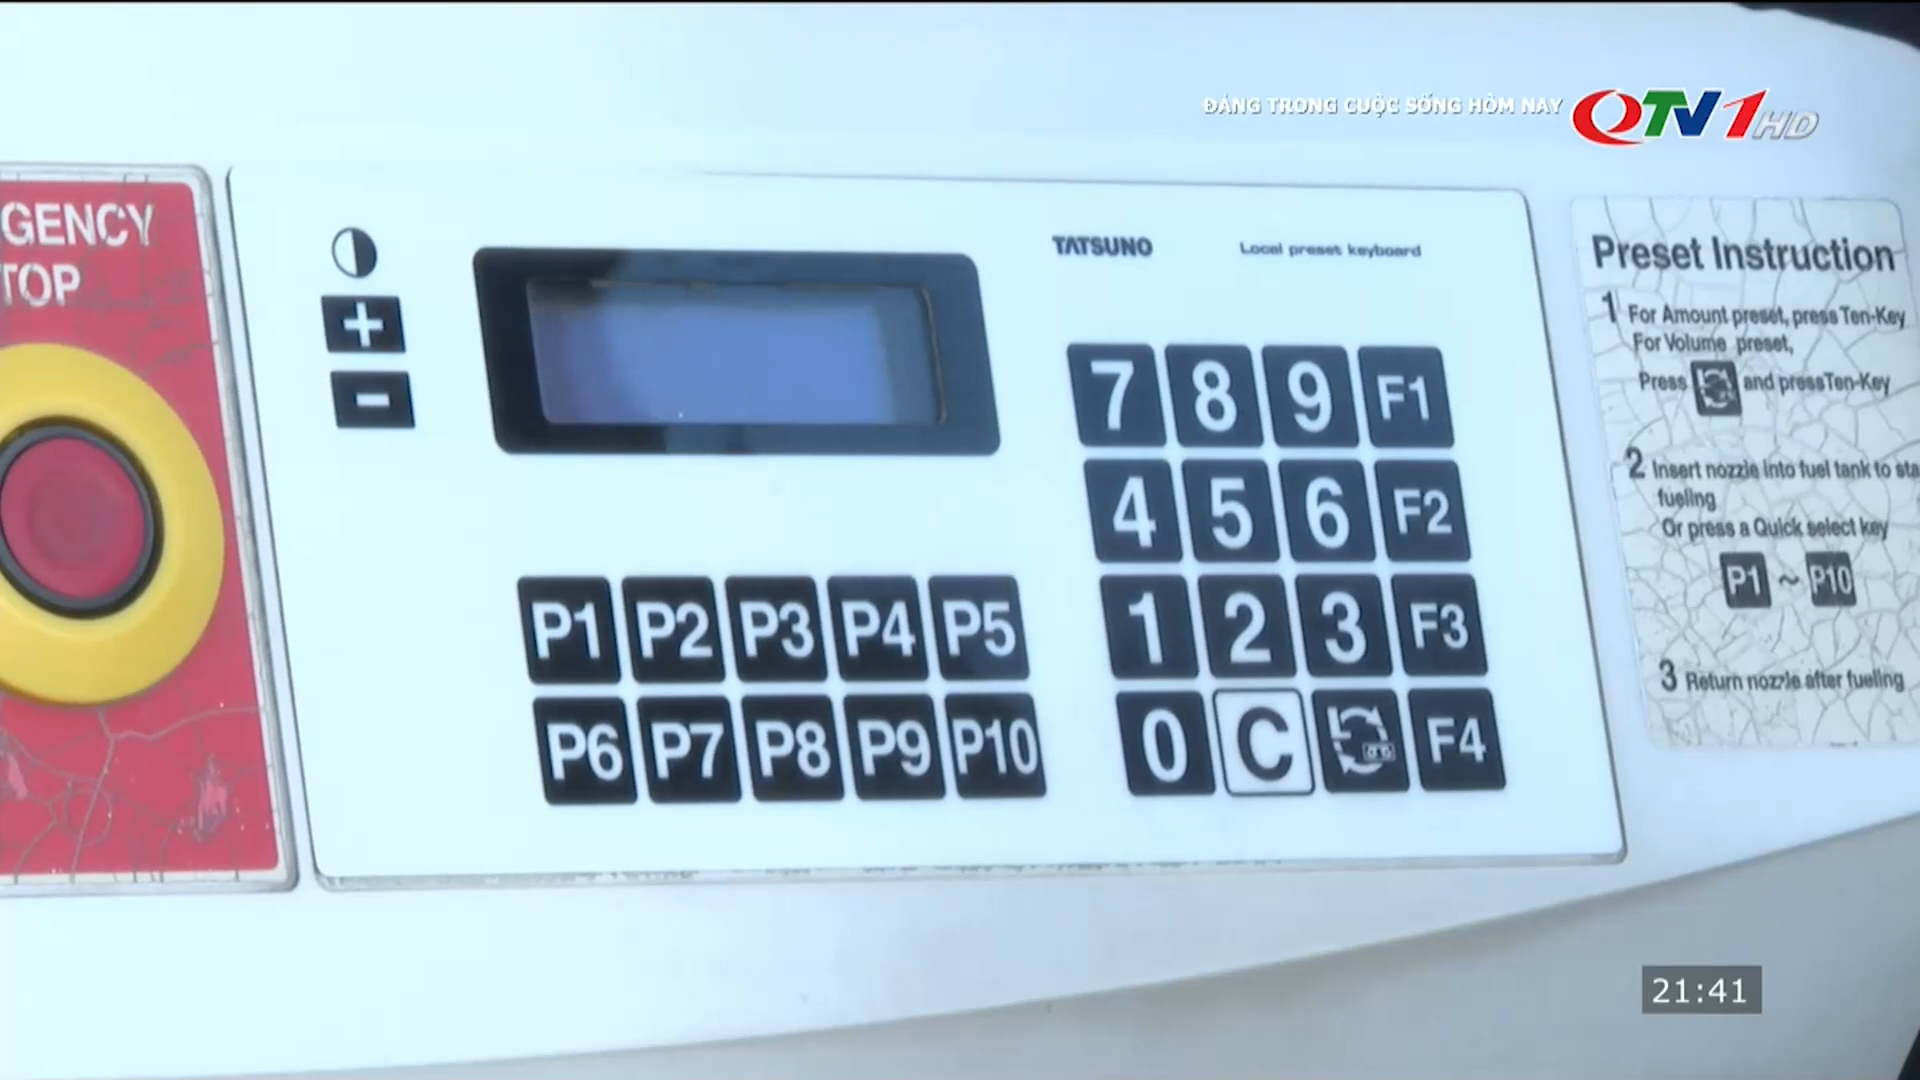 ĐẢNG TRONG CUỘC SỐNG HÔM NAY
QTV1HD
GENCY
TOP
+
-
TATSUNO
Local preset keyboard
7 8 9 F1
4 5 6 F2
1 2 3 F3
0 C F4
P1 P2 P3 P4 P5
P6 P7 P8 P9 P10
Preset Instruction
1 For Amount preset, press Ten-Key
For Volume preset,
Press and press Ten-Key
2 Insert nozzle into fuel tank to sta
fueling
Or press a Quick select key
P1 ~ P10
3 Return nozzle after fueling
21:41